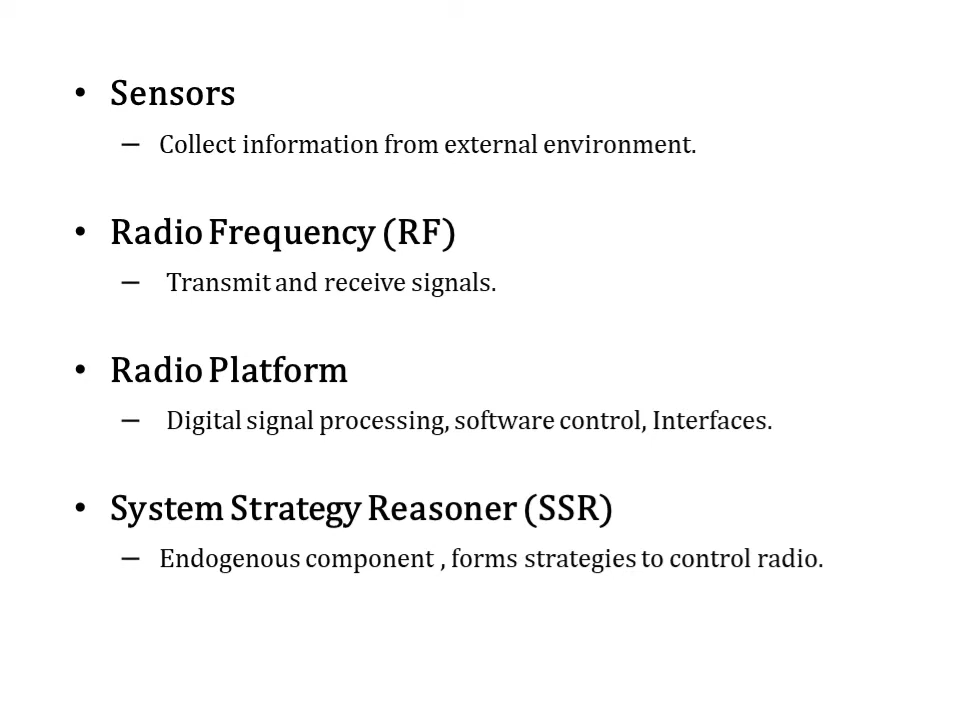 • Sensors
– Collect information from external environment.
• Radio Frequency (RF)
– Transmit and receive signals.
• Radio Platform
– Digital signal processing, software control, Interfaces.
• System Strategy Reasoner (SSR)
– Endogenous component , forms strategies to control radio.